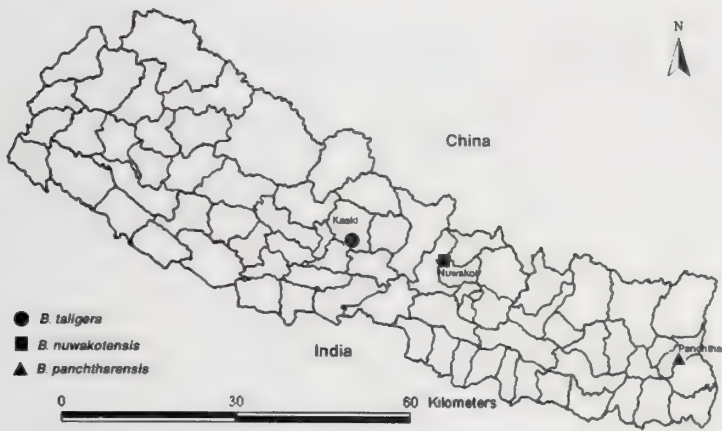 N
China
Kaski
Nuwakot
B. taligera
B. nuwakotensis
India
Panchthar
B. panchtharensis
0 30 60 Kilometers